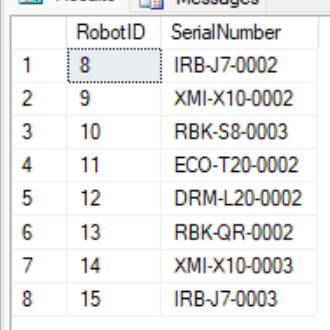 Results Messages
RobotID SerialNumber
1 8 IRB-J7-0002
2 9 XMI-X10-0002
3 10 RBK-S8-0003
4 11 ECO-T20-0002
5 12 DRM-L20-0002
6 13 RBK-QR-0002
7 14 XMI-X10-0003
8 15 IRB-J7-0003